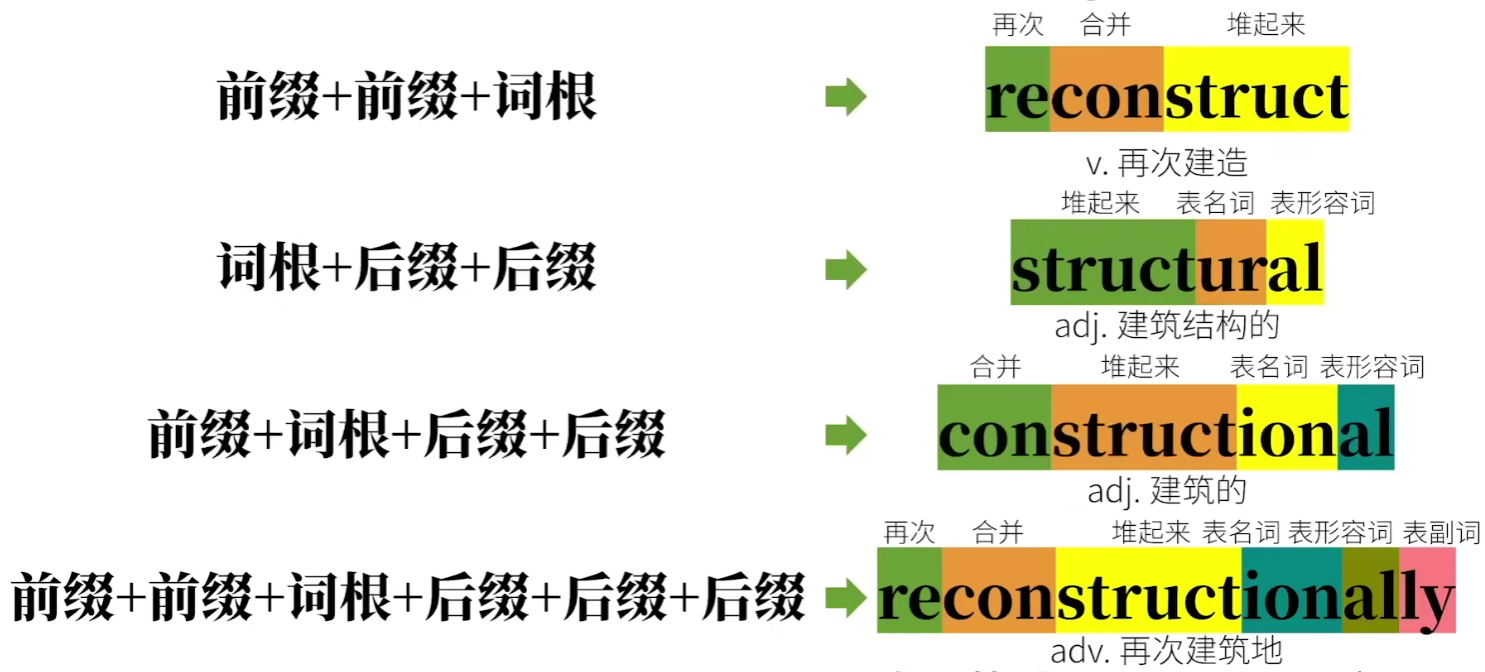 再次 合并 堆起来
前缀+前缀+词根 reconstruct
v. 再次建造
堆起来 表名词 表形容词
词根+后缀+后缀 structural
adj. 建筑结构的
合并 堆起来 表名词 表形容词
前缀+词根+后缀+后缀 constructional
adj. 建筑的
再次 合并 堆起来 表名词 表形容词 表副词
前缀+前缀+词根+后缀+后缀+后缀 reconstructionally
adv. 再次建筑地